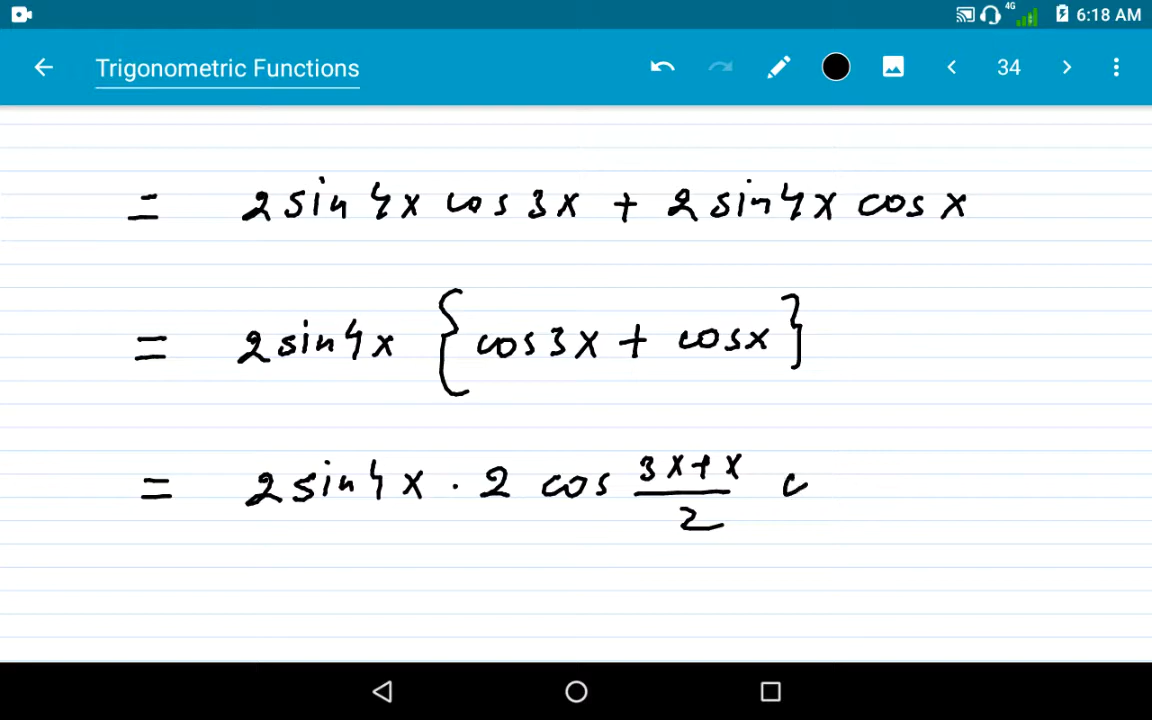 4G 6:18 AM
Trigonometric Functions 34
= 2 sin 4x cos 3x + 2 sin 4x cos x
= 2 sin 4x {cos 3x + cos x}
= 2 sin 4x · 2 cos (3x+x)/2 c